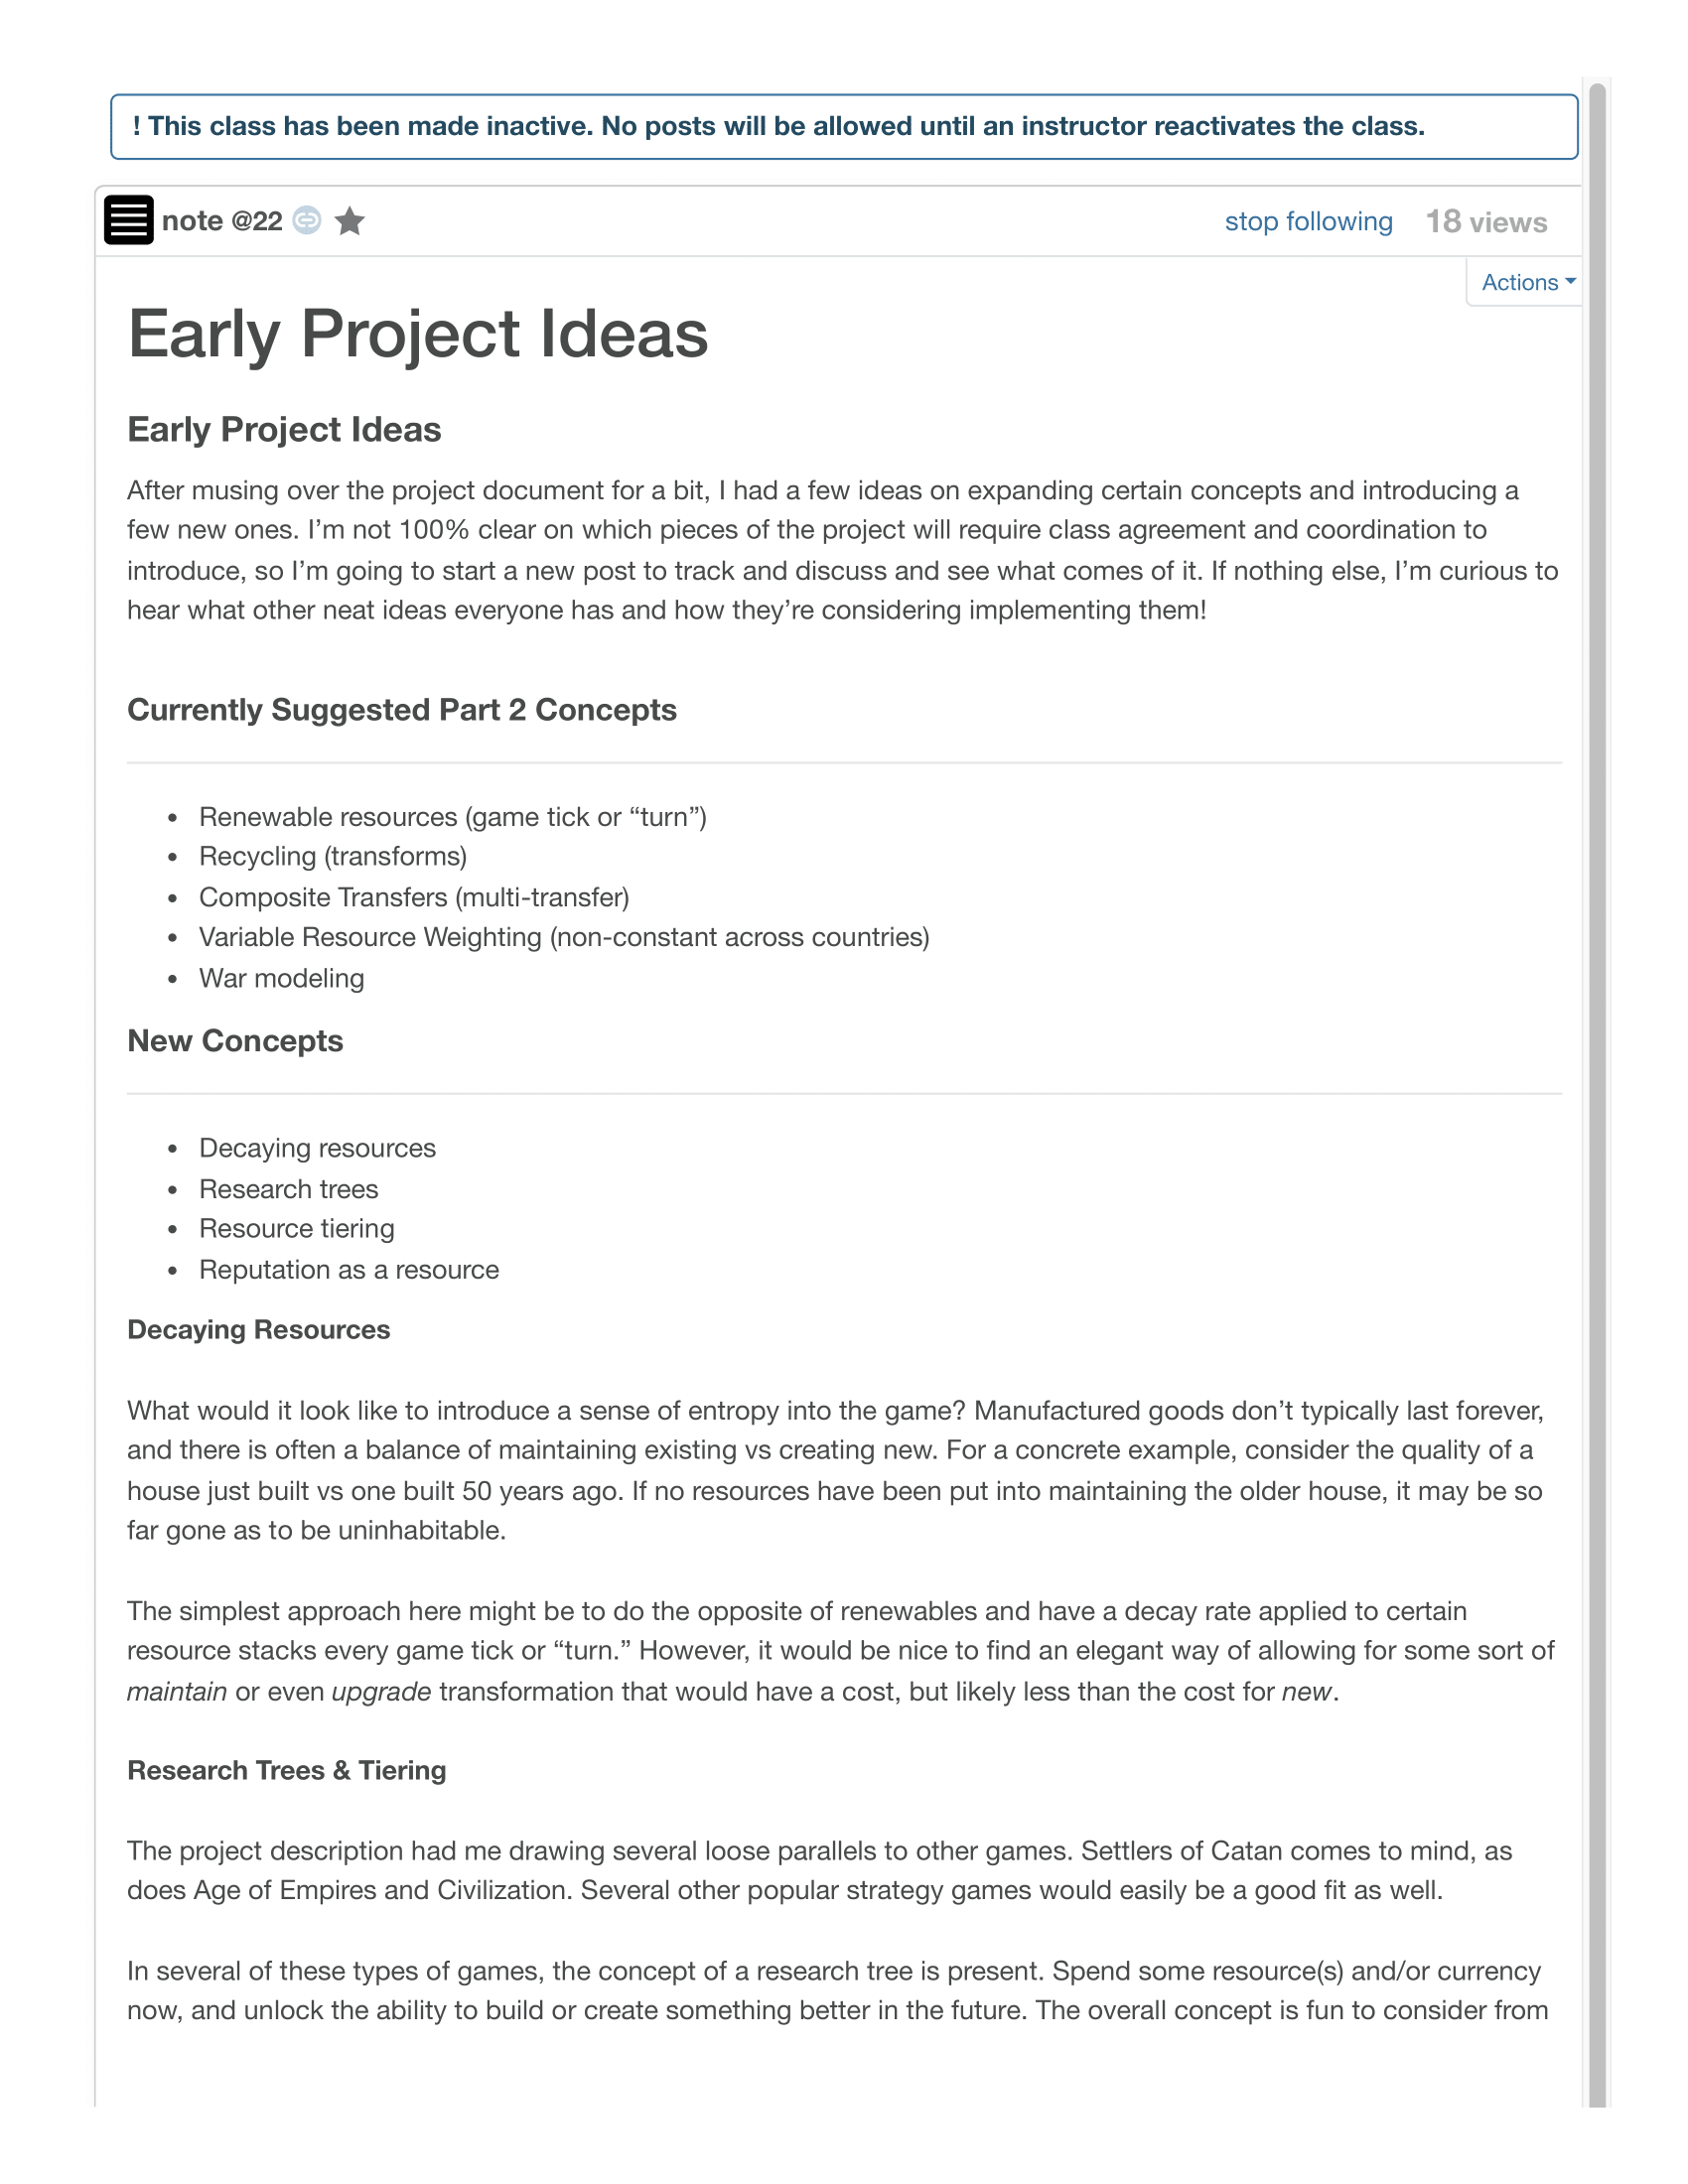 ! This class has been made inactive. No posts will be allowed until an instructor reactivates the class.
note @22
stop following 18 views
Actions
Early Project Ideas
Early Project Ideas
After musing over the project document for a bit, I had a few ideas on expanding certain concepts and introducing a
few new ones. I’m not 100% clear on which pieces of the project will require class agreement and coordination to
introduce, so I’m going to start a new post to track and discuss and see what comes of it. If nothing else, I’m curious to
hear what other neat ideas everyone has and how they’re considering implementing them!
Currently Suggested Part 2 Concepts
• Renewable resources (game tick or “turn”)
• Recycling (transforms)
• Composite Transfers (multi-transfer)
• Variable Resource Weighting (non-constant across countries)
• War modeling
New Concepts
• Decaying resources
• Research trees
• Resource tiering
• Reputation as a resource
Decaying Resources
What would it look like to introduce a sense of entropy into the game? Manufactured goods don’t typically last forever,
and there is often a balance of maintaining existing vs creating new. For a concrete example, consider the quality of a
house just built vs one built 50 years ago. If no resources have been put into maintaining the older house, it may be so
far gone as to be uninhabitable.
The simplest approach here might be to do the opposite of renewables and have a decay rate applied to certain
resource stacks every game tick or “turn.” However, it would be nice to find an elegant way of allowing for some sort of
maintain or even upgrade transformation that would have a cost, but likely less than the cost for new.
Research Trees & Tiering
The project description had me drawing several loose parallels to other games. Settlers of Catan comes to mind, as
does Age of Empires and Civilization. Several other popular strategy games would easily be a good fit as well.
In several of these types of games, the concept of a research tree is present. Spend some resource(s) and/or currency
now, and unlock the ability to build or create something better in the future. The overall concept is fun to consider from